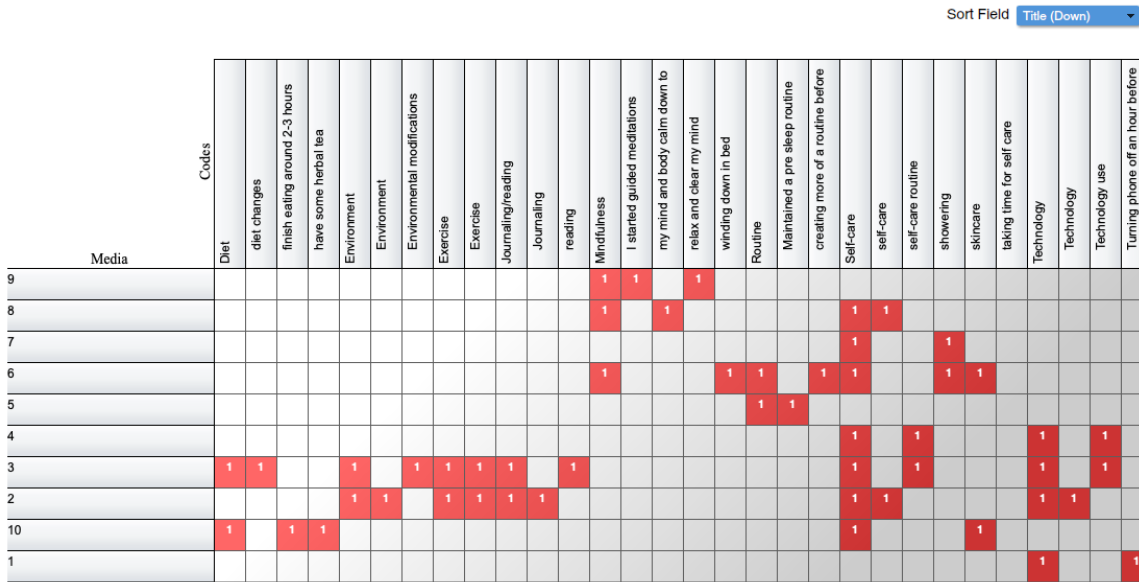 Sort Field Title (Down)
Codes
Media
Diet
diet changes
finish eating around 2-3 hours
have some herbal tea
Environment
Environment
Environmental modifications
Exercise
Exercise
Journaling/reading
Journaling
reading
Mindfulness
I started guided meditations
my mind and body calm down to
relax and clear my mind
winding down in bed
Routine
Maintained a pre sleep routine
creating more of a routine before
Self-care
self-care
self-care routine
showering
skincare
taking time for self care
Technology
Technology
Technology use
Turning phone off an hour before
9 1 1 1
8 1 1 1 1
7 1 1
6 1 1 1 1 1 1 1
5 1 1
4 1 1 1 1
3 1 1 1 1 1 1 1 1 1 1 1 1
2 1 1 1 1 1 1 1 1 1 1
10 1 1 1 1 1
1 1 1